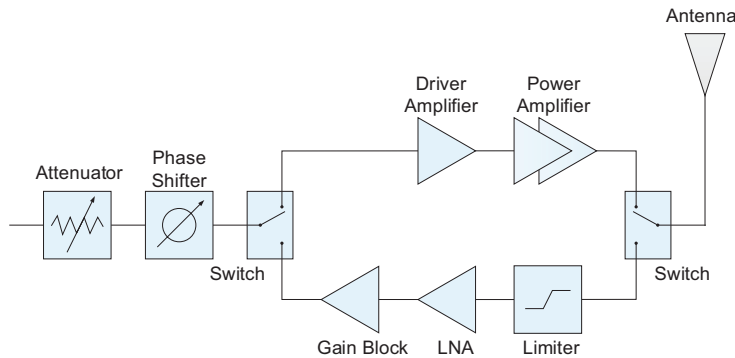 Antenna
Driver
Amplifier
Power
Amplifier
Attenuator
Phase
Shifter
Switch
Switch
Gain Block
LNA
Limiter